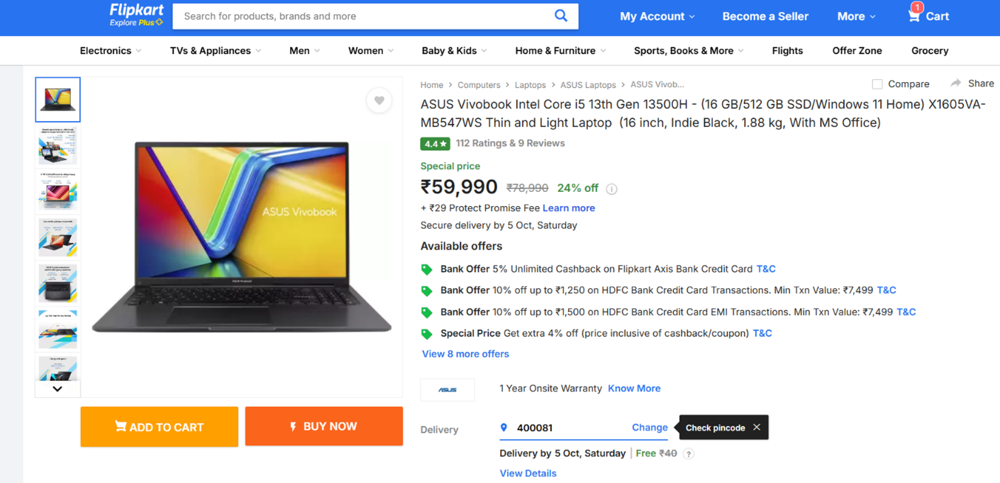 Flipkart
Explore Plus
Search for products, brands and more
My Account
Become a Seller
More
1
Cart
Electronics
TVs & Appliances
Men
Women
Baby & Kids
Home & Furniture
Sports, Books & More
Flights
Offer Zone
Grocery
Home > Computers > Laptops > ASUS Laptops > ASUS Vivob...
Compare
Share
ASUS Vivobook Intel Core i5 13th Gen 13500H - (16 GB/512 GB SSD/Windows 11 Home) X1605VA-
MB547WS Thin and Light Laptop (16 inch, Indie Black, 1.88 kg, With MS Office)
4.4★ 112 Ratings & 9 Reviews
Special price
₹59,990 ₹78,990 24% off
+ ₹29 Protect Promise Fee Learn more
Secure delivery by 5 Oct, Saturday
Available offers
Bank Offer 5% Unlimited Cashback on Flipkart Axis Bank Credit Card T&C
Bank Offer 10% off up to ₹1,250 on HDFC Bank Credit Card Transactions. Min Txn Value: ₹7,499 T&C
Bank Offer 10% off up to ₹1,500 on HDFC Bank Credit Card EMI Transactions. Min Txn Value: ₹7,499 T&C
Special Price Get extra 4% off (price inclusive of cashback/coupon) T&C
View 8 more offers
ASUS Vivobook
ASUS Vivobook
ADD TO CART
BUY NOW
ASUS
1 Year Onsite Warranty Know More
Delivery
400081
Change
Check pincode
Delivery by 5 Oct, Saturday | Free ₹40 ?
View Details